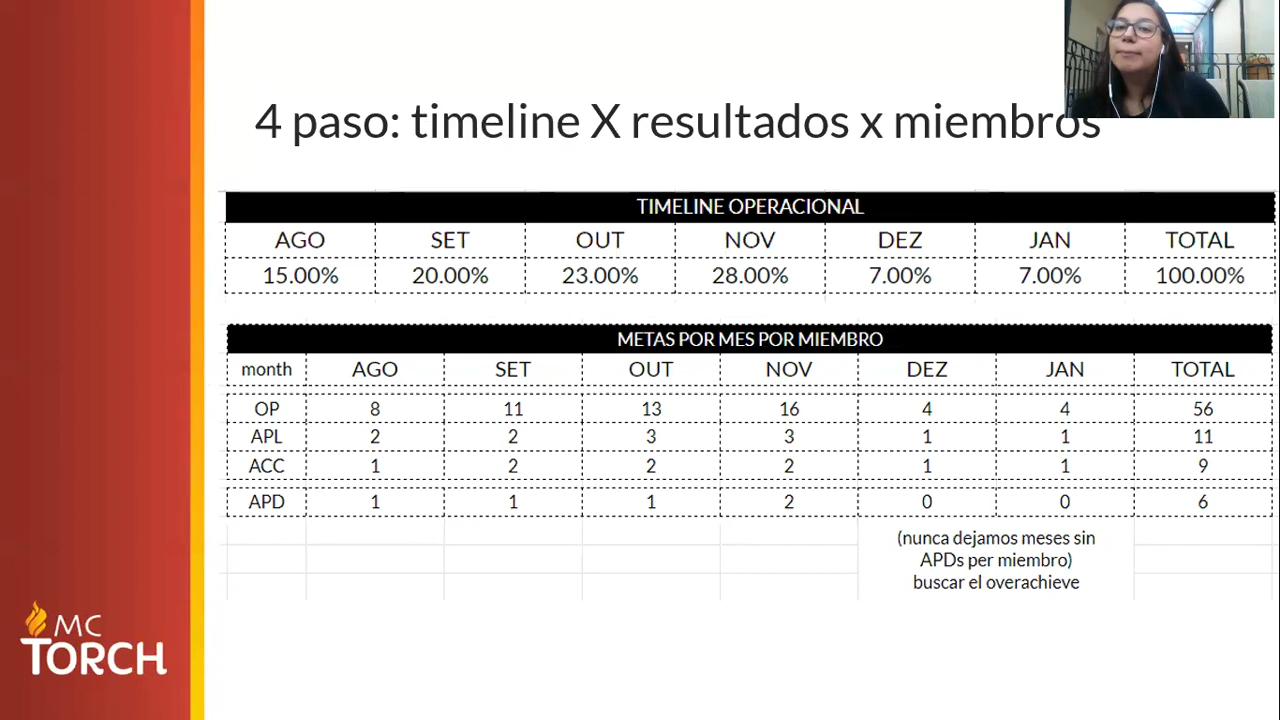 4 paso: timeline X resultados x miembros
TIMELINE OPERACIONAL
AGO SET OUT NOV DEZ JAN TOTAL
15.00% 20.00% 23.00% 28.00% 7.00% 7.00% 100.00%
METAS POR MES POR MIEMBRO
month AGO SET OUT NOV DEZ JAN TOTAL
OP 8 11 13 16 4 4 56
APL 2 2 3 3 1 1 11
ACC 1 2 2 2 1 1 9
APD 1 1 1 2 0 0 6
(nunca dejamos meses sin
APDs per miembro)
buscar el overachieve
MC
TORCH